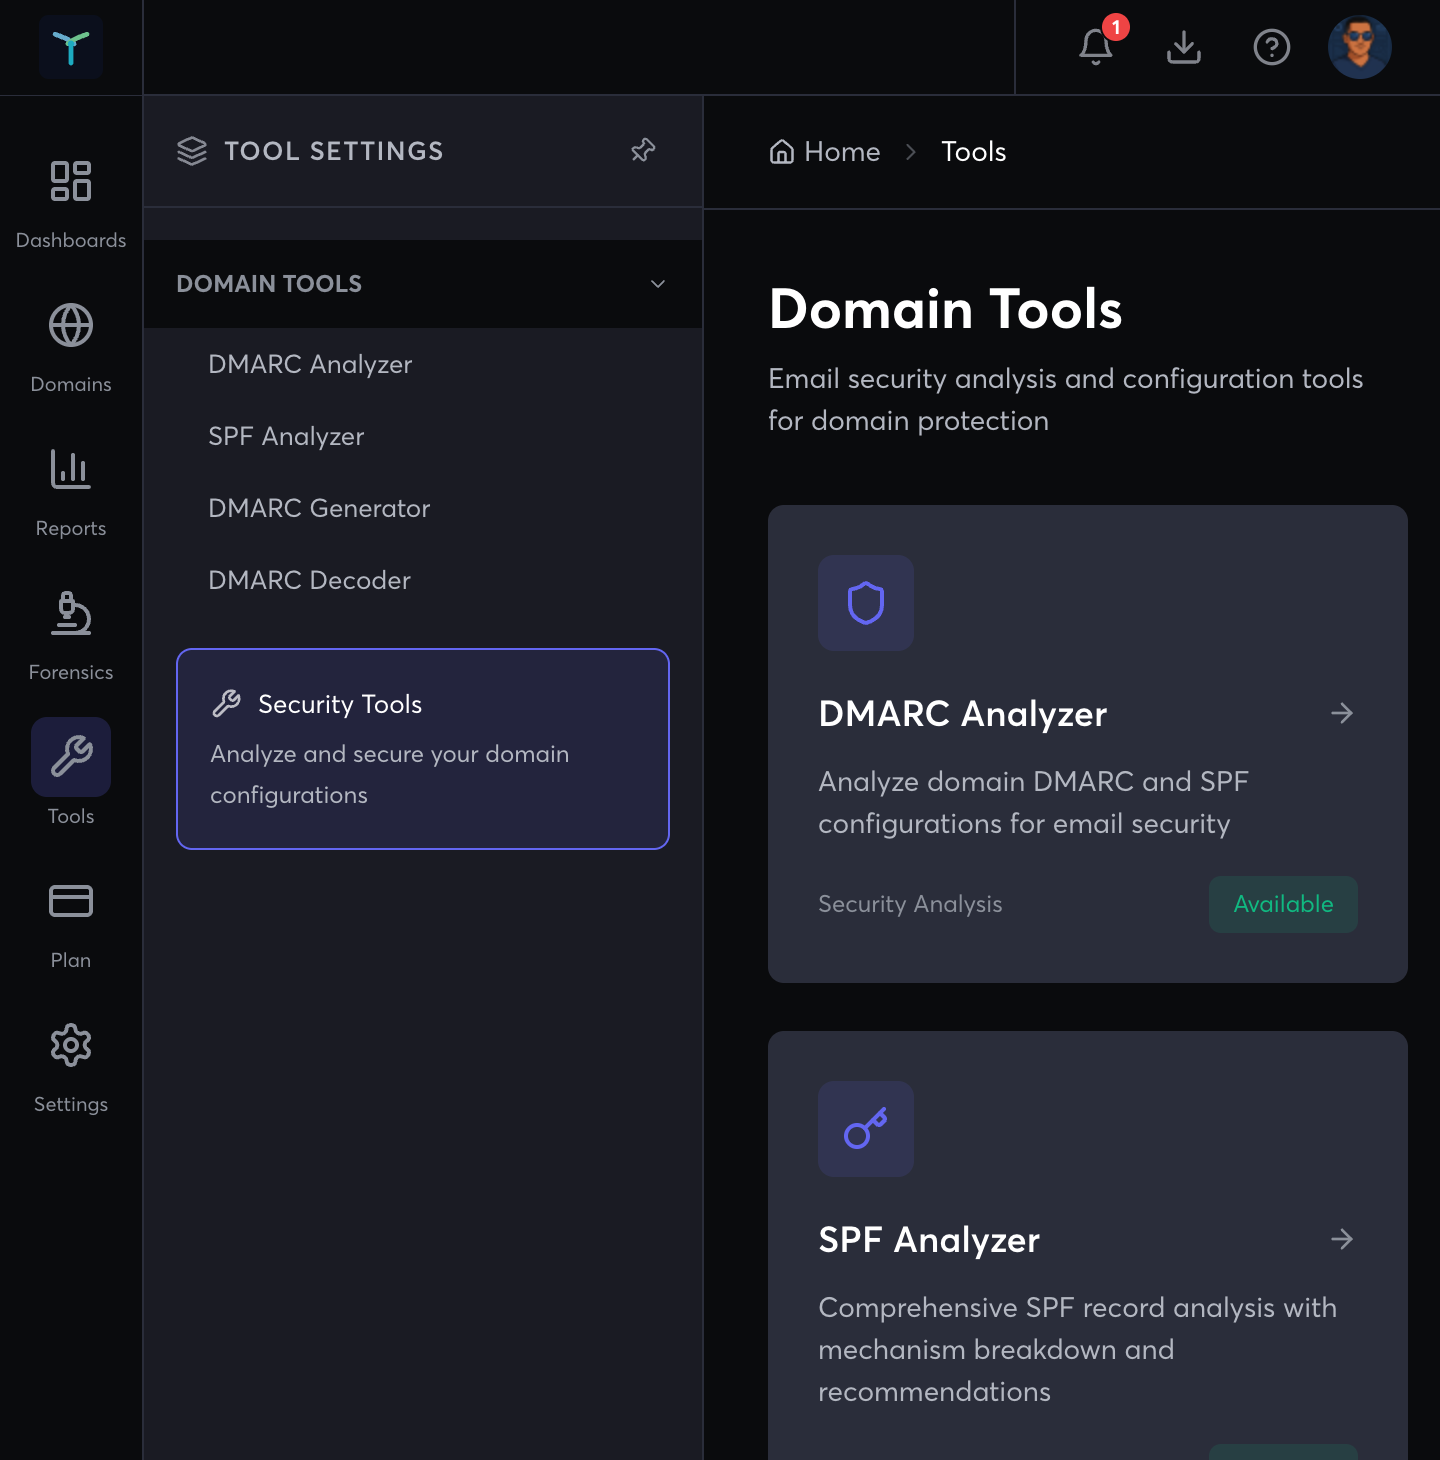 1
Dashboards
Domains
Reports
Forensics
Tools
Plan
Settings
TOOL SETTINGS
DOMAIN TOOLS
DMARC Analyzer
SPF Analyzer
DMARC Generator
DMARC Decoder
Security Tools
Analyze and secure your domain
configurations
Home
Tools
Domain Tools
Email security analysis and configuration tools
for domain protection
DMARC Analyzer
Analyze domain DMARC and SPF
configurations for email security
Security Analysis
Available
SPF Analyzer
Comprehensive SPF record analysis with
mechanism breakdown and
recommendations